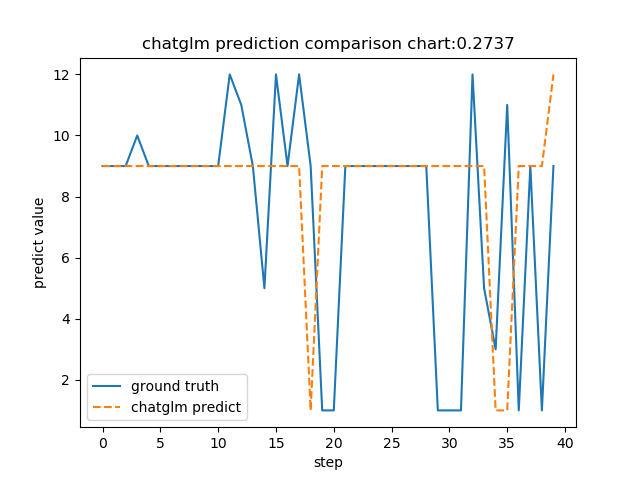 chatglm prediction comparison chart:0.2737
predict value
12
10
8
6
4
2
ground truth
chatglm predict
0 5 10 15 20 25 30 35 40
step